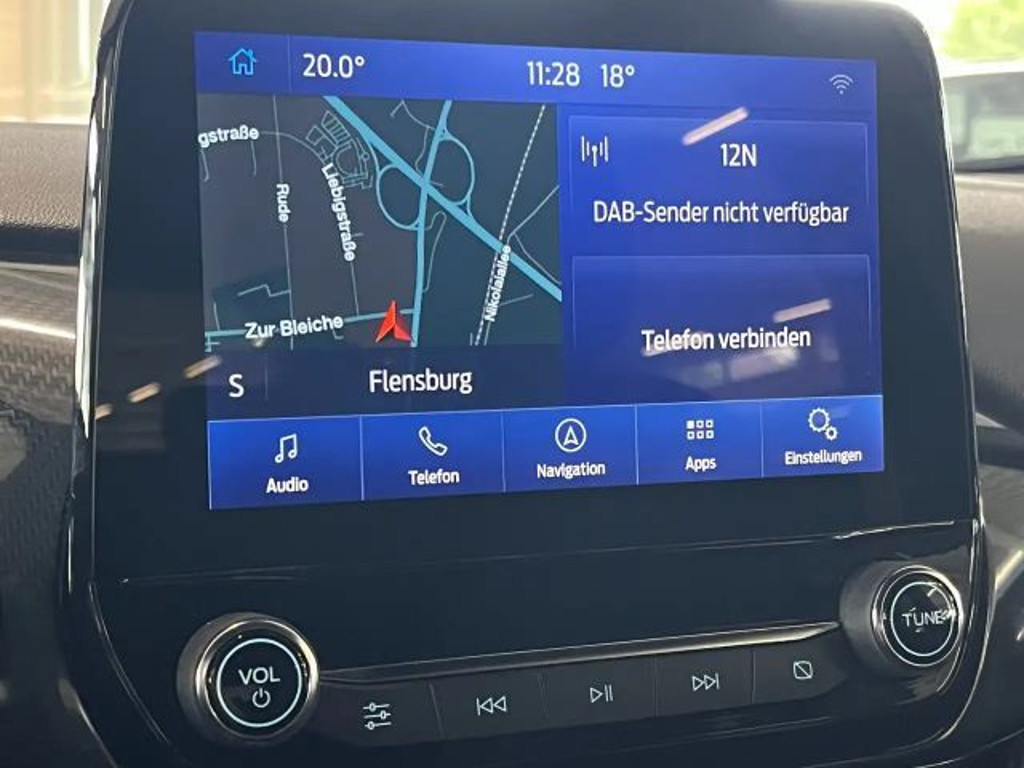 20.0°
11:28 18°
gstraße
Rude
Liebigstraße
Nikolaiallee
Zur Bleiche
S
Flensburg
12N
DAB-Sender nicht verfügbar
Telefon verbinden
Audio
Telefon
Navigation
Apps
Einstellungen
VOL
TUNE